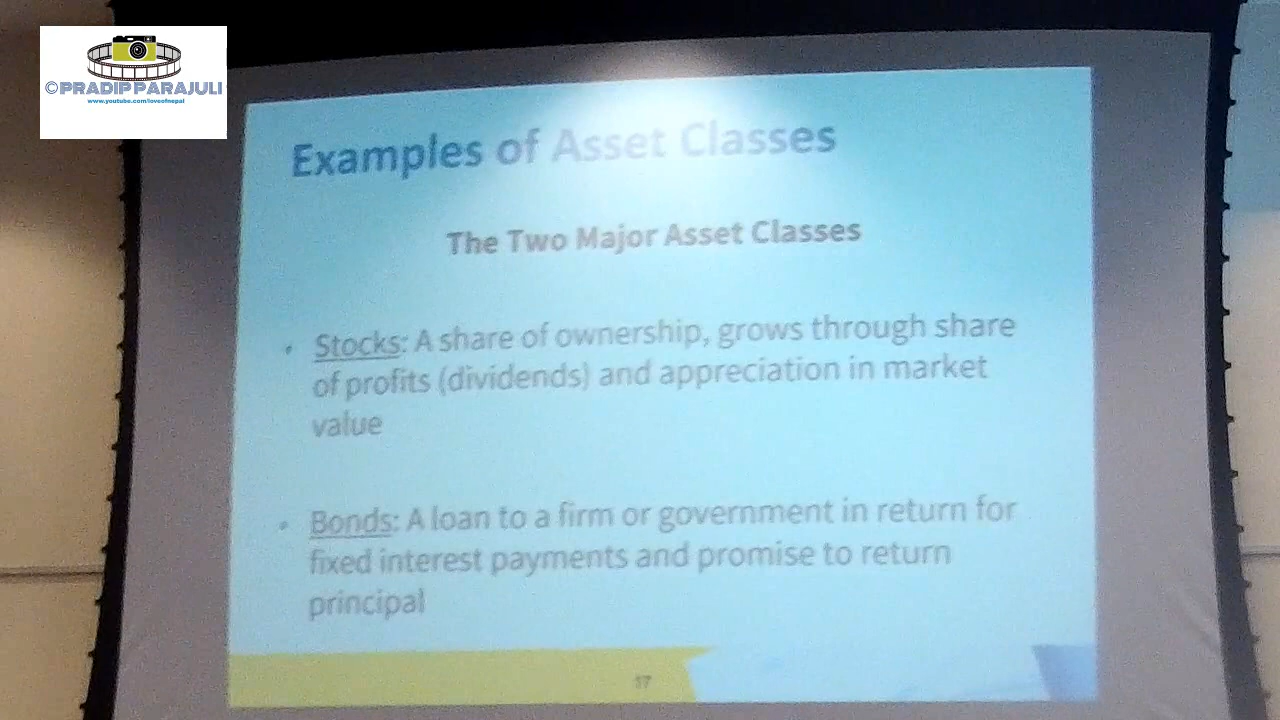 ©PRADIP PARAJULI
www.youtube.com/loveofnepal
Examples of Asset Classes
The Two Major Asset Classes
• Stocks: A share of ownership, grows through share
of profits (dividends) and appreciation in market
value
• Bonds: A loan to a firm or government in return for
fixed interest payments and promise to return
principal
17